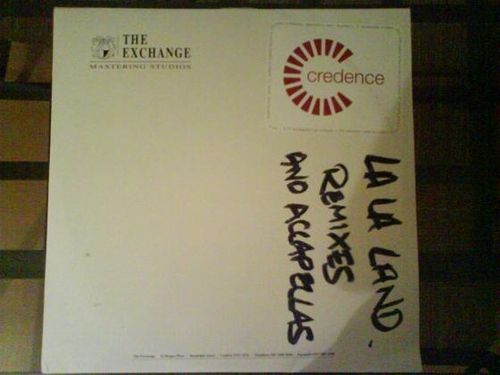 THE
EXCHANGE
MASTERING STUDIOS
credence
LA LA LAND.
REMIXES
AND ACCAPELLAS